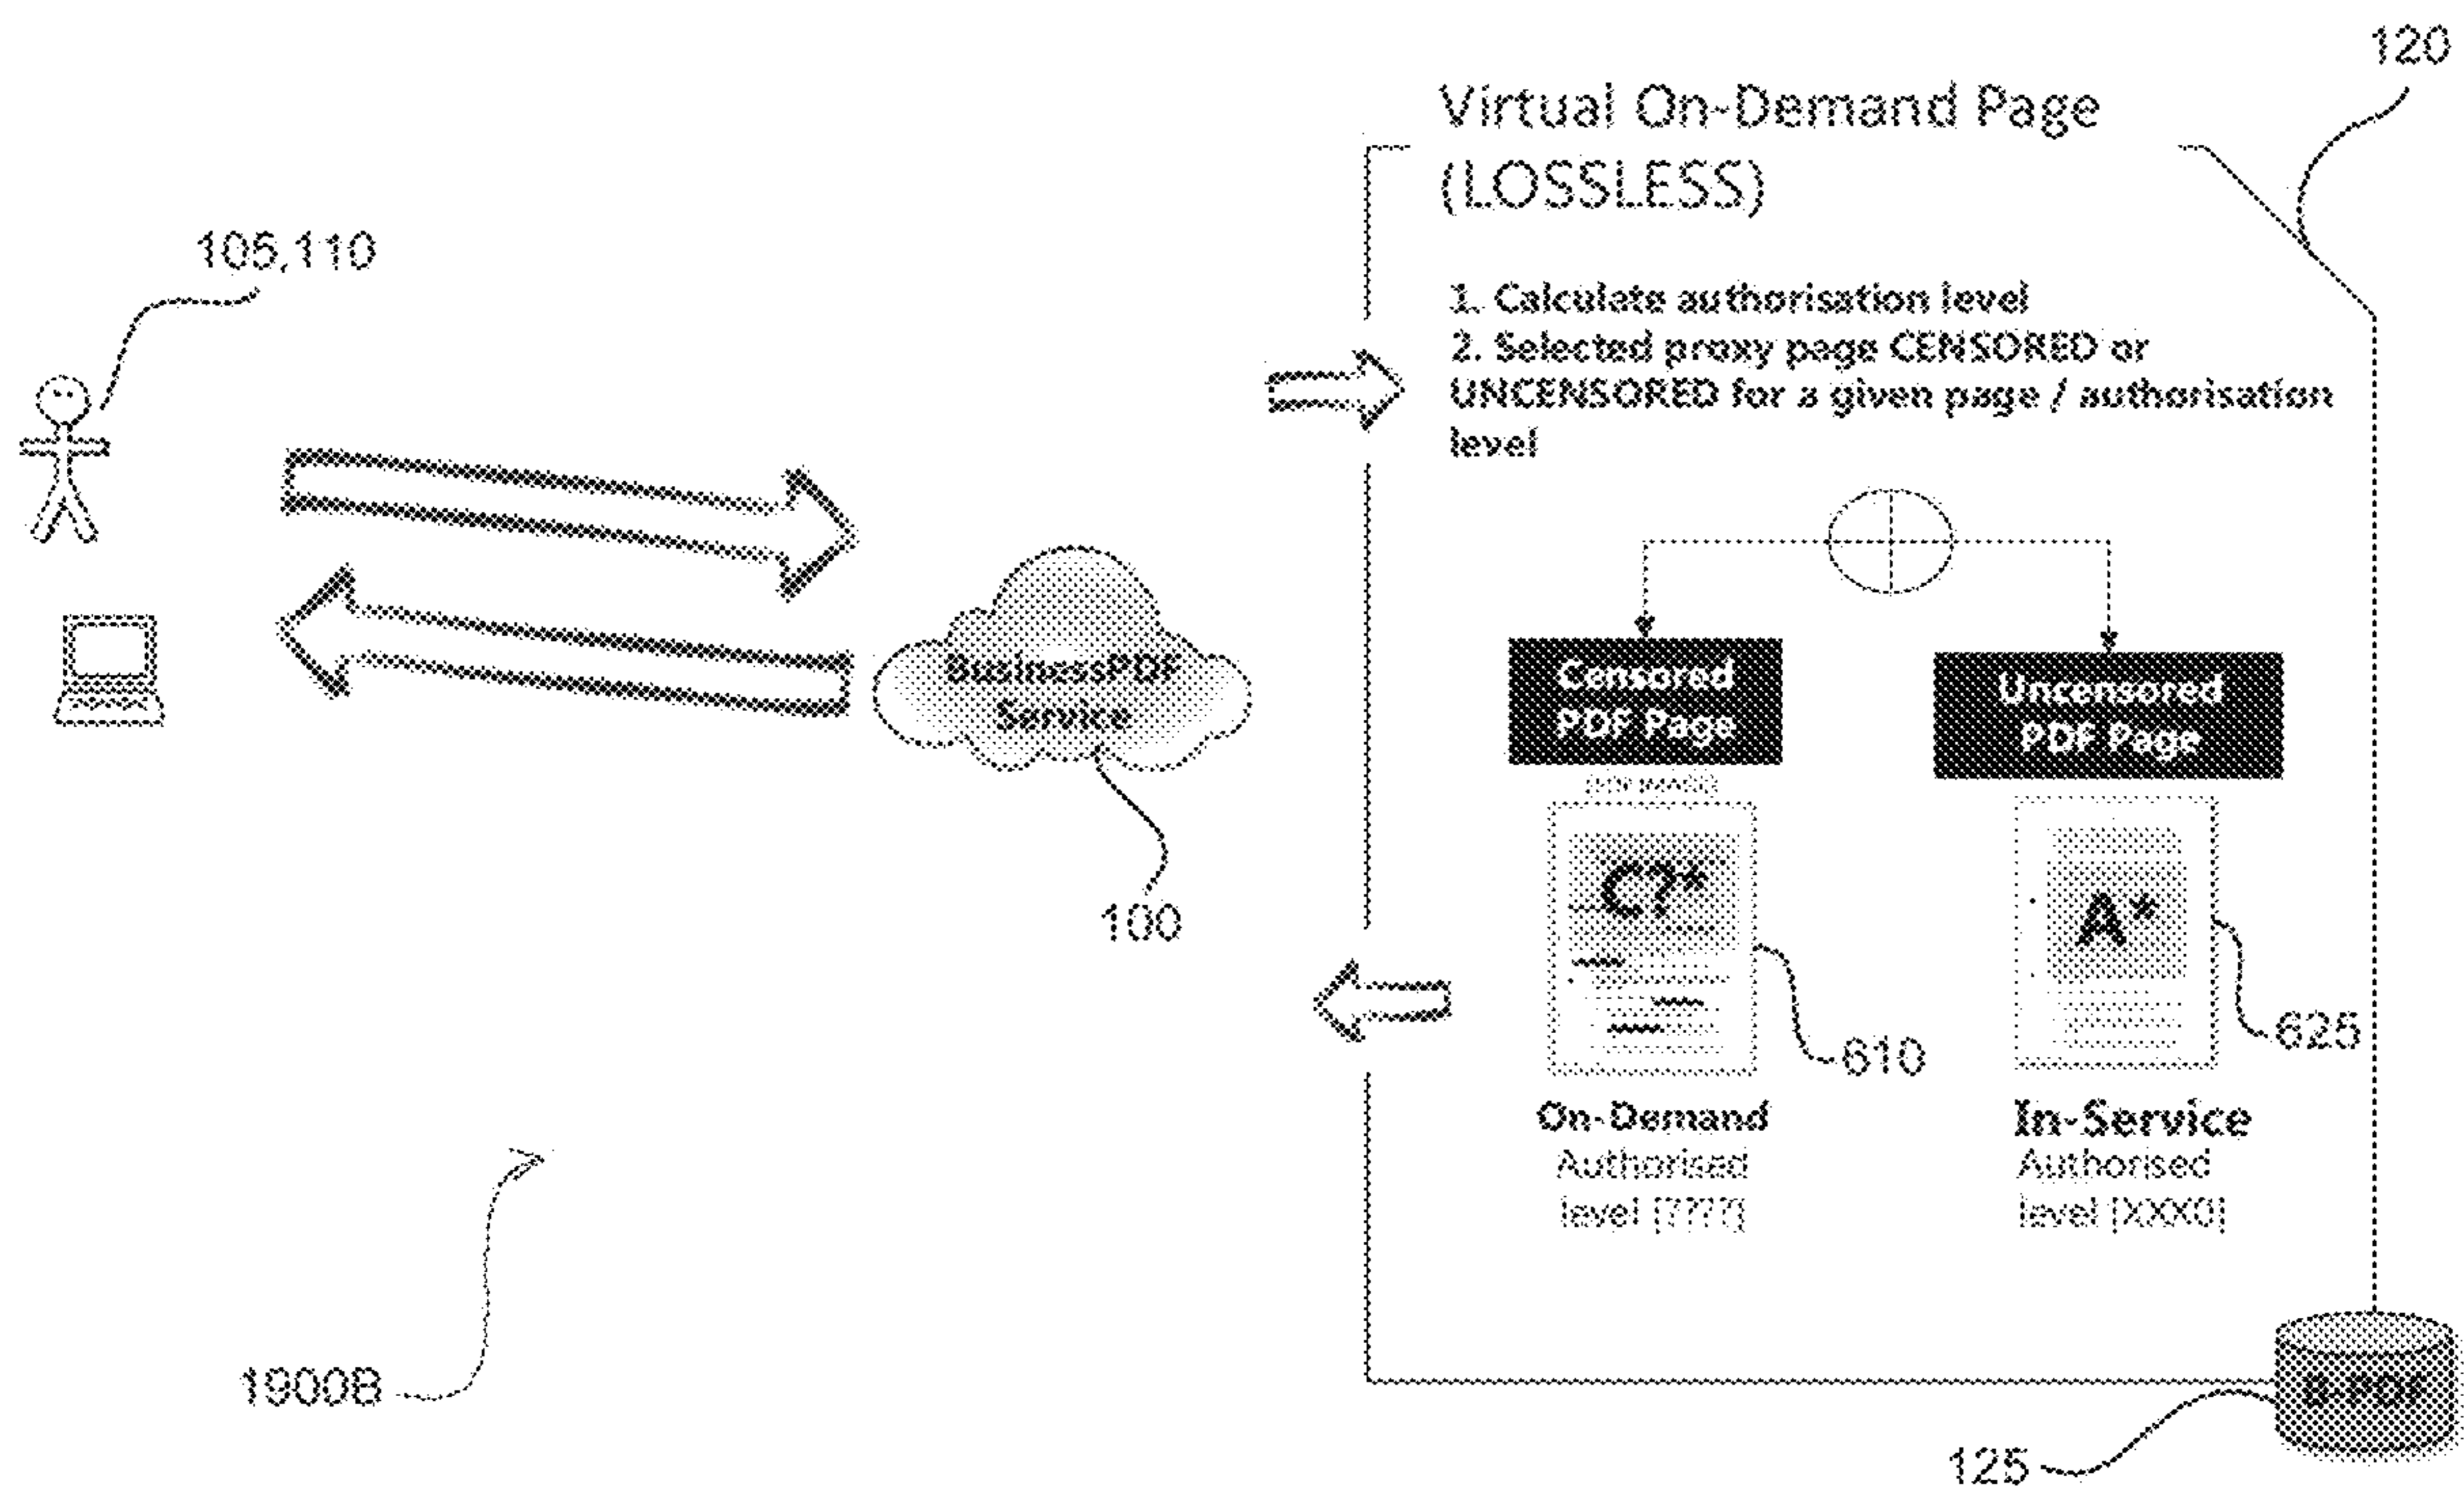 120
Virtual On-Demand Page
(LOSSLESS)
105,110
1. Calculate authorisation level
2. Selected proxy page CENSORED or
UNCENSORED for a given page / authorisation
level
BusinessPDF
Service
Censored
PDF Page
Uncensored
PDF Page
C?*
A*
100
610
625
On-Demand
Authorised
level [????]
In-Service
Authorised
level [XXX0]
1900B
B-PDF
125